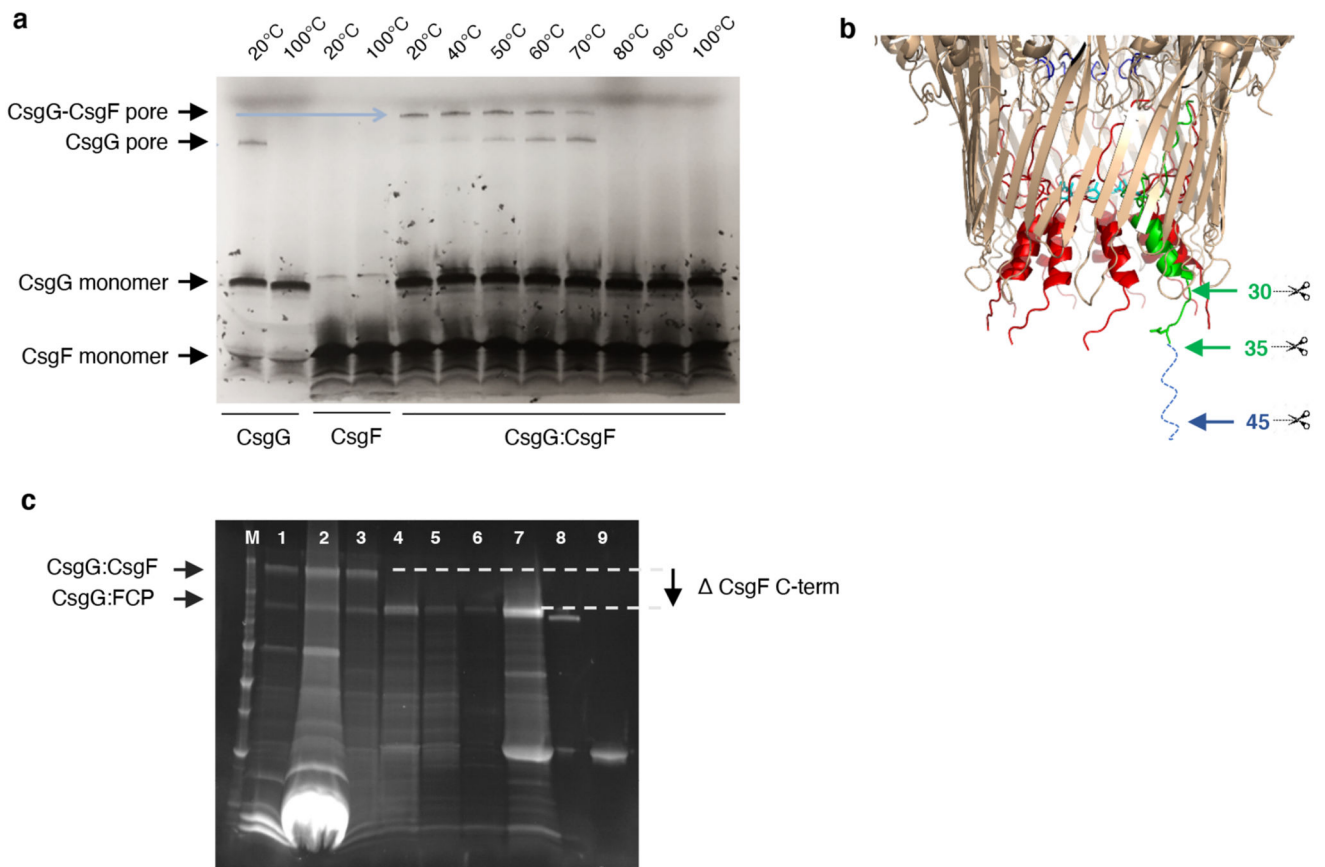 a
20°C 100°C 20°C 100°C 20°C 40°C 50°C 60°C 70°C 80°C 90°C 100°C
CsgG-CsgF pore
CsgG pore
CsgG monomer
CsgF monomer
CsgG CsgF CsgG:CsgF
b
30
35
45
c
M 1 2 3 4 5 6 7 8 9
CsgG:CsgF
CsgG:FCP
Δ CsgF C-term